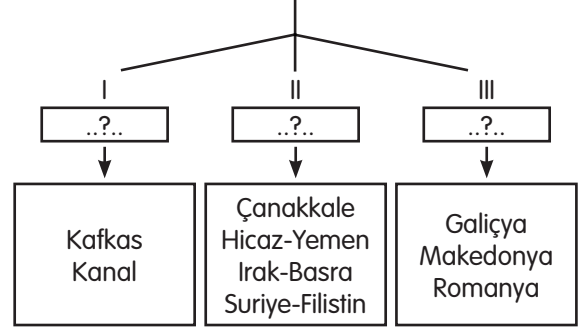 I
II
III
..?..
..?..
..?..
Kafkas
Kanal
Çanakkale
Hicaz-Yemen
Irak-Basra
Suriye-Filistin
Galiçya
Makedonya
Romanya